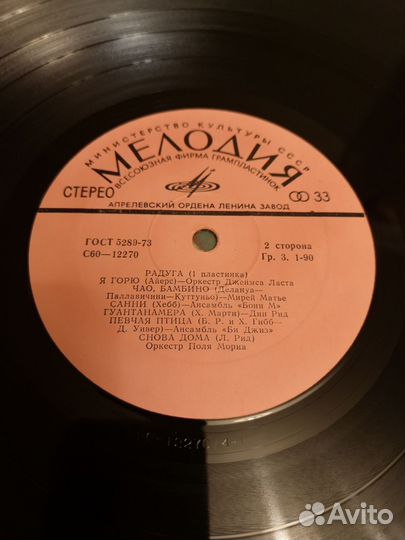 МИНИСТЕРСТВО КУЛЬТУРЫ СССР
МЕЛОДИЯ
ВСЕСОЮЗНАЯ ФИРМА ГРАМПЛАСТИНОК
СТЕРЕО
33
АПРЕЛЕВСКИЙ ОРДЕНА ЛЕНИНА ЗАВОД
ГОСТ 5289-73
2 сторона
С60—12270
Гр. 3. 1-90
РАДУГА (1 пластинка)
Я ГОРЮ (Айерс)—Оркестр Джеймса Ласта
ЧАО, БАМБИНО (Делануа—
Паллавичини—Куттуньо)—Мирей Матье
САННИ (Хебб)—Ансамбль «Бони М»
ГУАНТАНАМЕРА (Х. Марти)—Дин Рид
ПЕВЧАЯ ПТИЦА (Б. Р. и Х. Гибб—
Д. Уивер)—Ансамбль «Би Джиз»
СНОВА ДОМА (Л. Рид)
Оркестр Поля Мориа
Avito